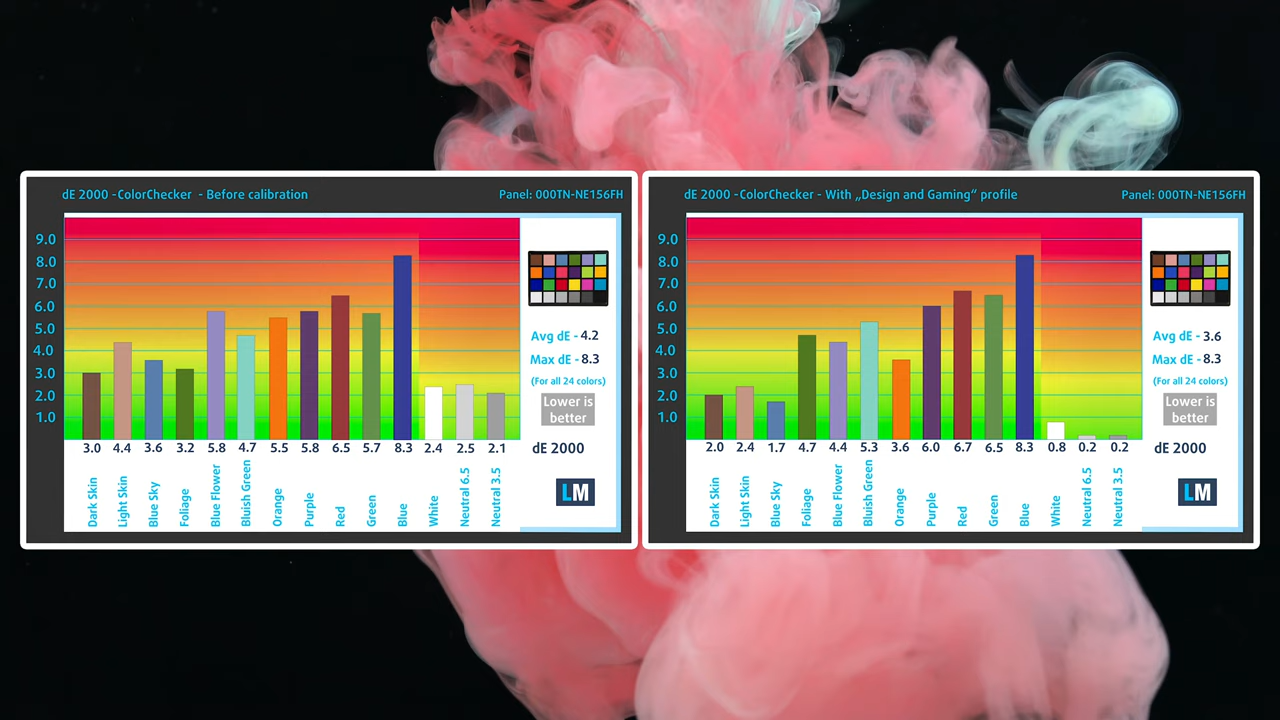 dE 2000 -ColorChecker - Before calibration
Panel: 000TN-NE156FH
9.0
8.0
7.0
6.0
5.0
4.0
3.0
2.0
1.0
Avg dE - 4.2
Max dE - 8.3
(For all 24 colors)
Lower is
better
3.0 4.4 3.6 3.2 5.8 4.7 5.5 5.8 6.5 5.7 8.3 2.4 2.5 2.1 dE 2000
Dark Skin
Light Skin
Blue Sky
Foliage
Blue Flower
Bluish Green
Orange
Purple
Red
Green
Blue
White
Neutral 6.5
Neutral 3.5
LM
dE 2000 -ColorChecker - With „Design and Gaming“ profile
Panel: 000TN-NE156FH
9.0
8.0
7.0
6.0
5.0
4.0
3.0
2.0
1.0
Avg dE - 3.6
Max dE - 8.3
(For all 24 colors)
Lower is
better
2.0 2.4 1.7 4.7 4.4 5.3 3.6 6.0 6.7 6.5 8.3 0.8 0.2 0.2 dE 2000
Dark Skin
Light Skin
Blue Sky
Foliage
Blue Flower
Bluish Green
Orange
Purple
Red
Green
Blue
White
Neutral 6.5
Neutral 3.5
LM